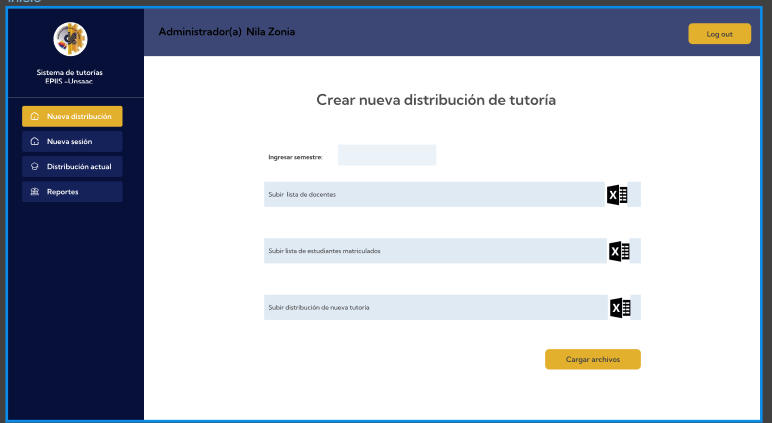 Inicio
Administrador(a) Nila Zonia
Log out
Sistema de tutorías
EPIIS -Unsaac
Nueva distribución
Nueva sesión
Distribución actual
Reportes
Crear nueva distribución de tutoría
Ingresar semestre:
Subir lista de docentes
Subir lista de estudiantes matriculados
Subir distribución de nueva tutoría
Cargar archivos